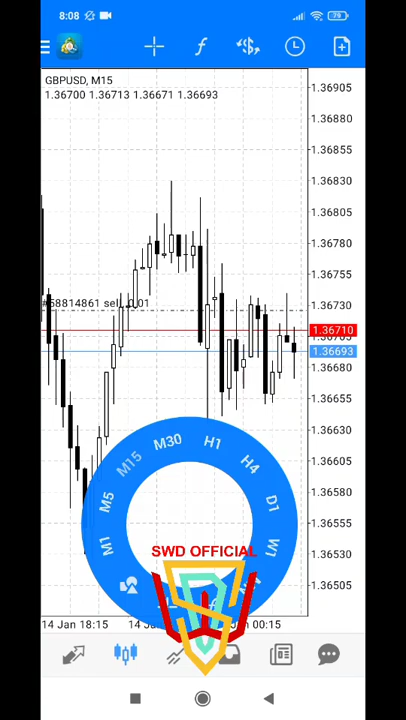 8:08
79
GBPUSD, M15
1.36700 1.36713 1.36671 1.36693
1.36905
1.36880
1.36855
1.36830
1.36805
1.36780
1.36755
#58814861 sell 0.01
1.36730
1.36710
1.36693
1.36680
1.36655
1.36630
1.36605
1.36580
1.36555
1.36530
1.36505
M1
M5
M15
M30
H1
H4
D1
W1
SWD OFFICIAL
14 Jan 18:15
00:15